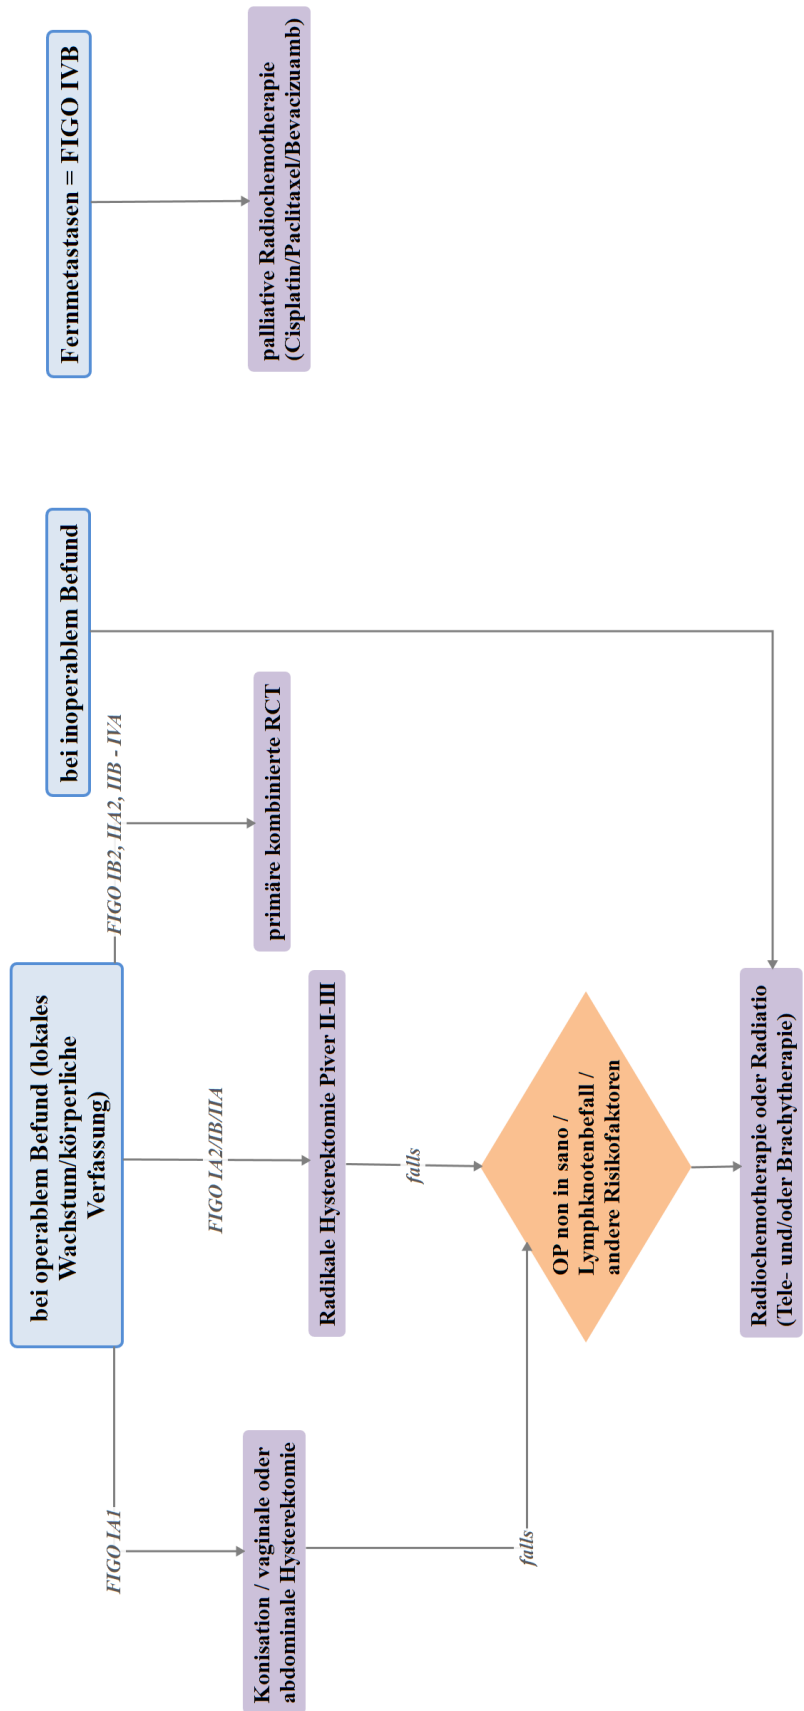 bei operablem Befund (lokales
Wachstum/körperliche
Verfassung)
bei inoperablem Befund
Fernmetastasen = FIGO IVB
FIGO IA1
FIGO IA2/IB/IIA
FIGO IB2, IIA2, IIB - IVA
Konisation / vaginale oder
abdominale Hysterektomie
Radikale Hysterektomie Piver II-III
primäre kombinierte RCT
palliative Radiochemotherapie
(Cisplatin/Paclitaxel/Bevacizuamb)
falls
falls
OP non in sano /
Lymphknotenbefall /
andere Risikofaktoren
Radiochemotherapie oder Radiatio
(Tele- und/oder Brachytherapie)